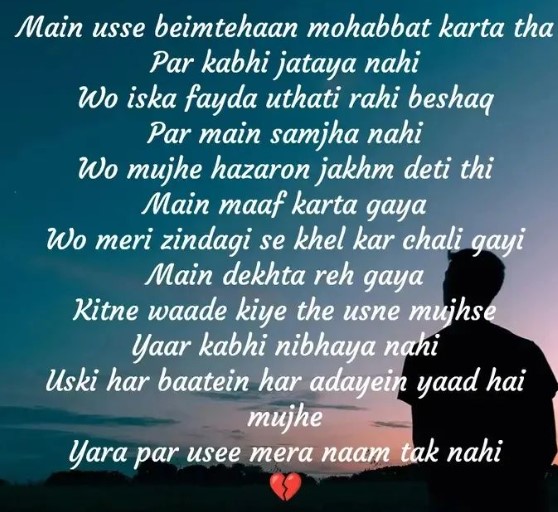 Main usse beimtehaan mohabbat karta tha
Par kabhi jataya nahi
Wo iska fayda uthati rahi beshaq
Par main samjha nahi
Wo mujhe hazaron jakhm deti thi
Main maaf karta gaya
Wo meri zindagi se khel kar chali gayi
Main dekhta reh gaya
Kitne waade kiye the usne mujhse
Yaar kabhi nibhaya nahi
Uski har baatein har adayein yaad hai
mujhe
Yara par usee mera naam tak nahi
💔